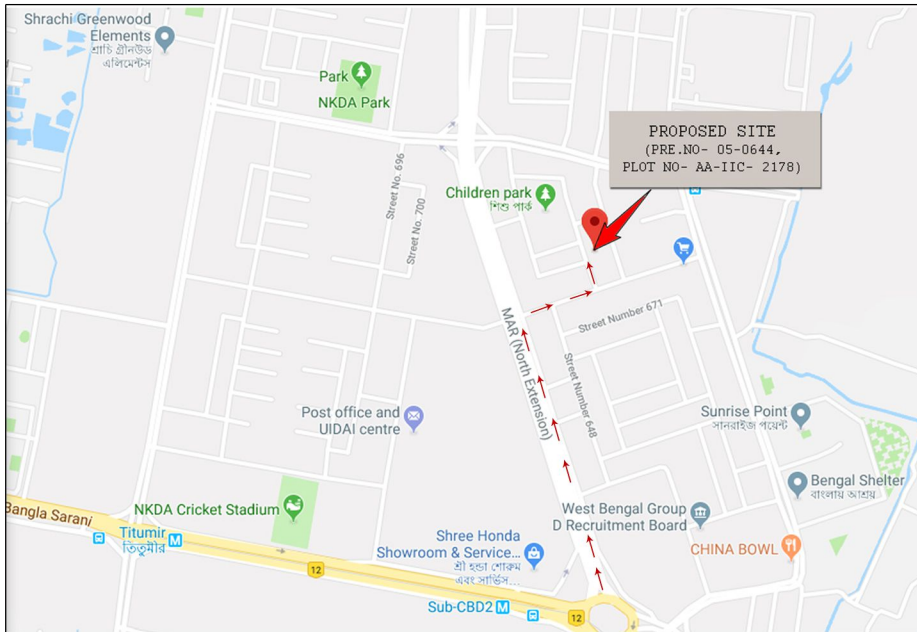 Shrachi Greenwood
Elements
শ্রাচি গ্রীনউড
এলিমেন্টস
Park
NKDA Park
PROPOSED SITE
(PRE.NO- 05-0644,
PLOT NO- AA-IIC- 2178)
Street No. 696
Street No. 700
Children park
শিশু পার্ক
MAR (North Extension)
Street Number 671
Street Number 648
Post office and
UIDAI centre
Sunrise Point
সানরাইজ পয়েন্ট
Bengal Shelter
বাংলায় আশ্রয়
NKDA Cricket Stadium
West Bengal Group
D Recruitment Board
Bangla Sarani
Titumir M
তিতুমীর
Shree Honda
Showroom & Service...
শ্রী হন্ডা শোরুম
এবং সার্ভিস...
CHINA BOWL
12
Sub-CBD2 M
12